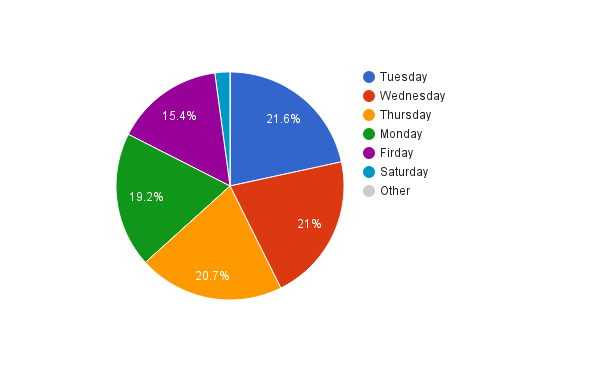 Tuesday
Wednesday
Thursday
Monday
Firday
Saturday
Other
21.6%
21%
20.7%
19.2%
15.4%